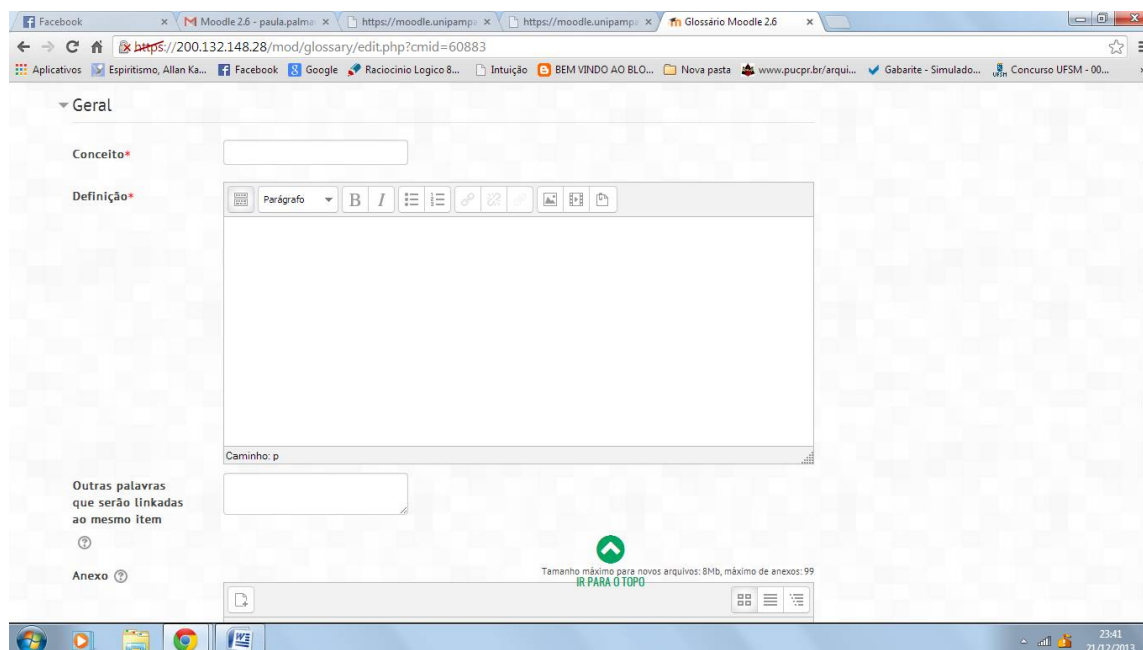 Facebook
Moodle 2.6 - paula.palma
https://moodle.unipampa
https://moodle.unipampa
Glossário Moodle 2.6
https://200.132.148.28/mod/glossary/edit.php?cmid=60883
Aplicativos
Espiritismo, Allan Ka...
Facebook
Google
Raciocinio Logico 8...
Intuição
BEM VINDO AO BLO...
Nova pasta
www.pucpr.br/arqui...
Gabarite - Simulado...
Concurso UFSM - 00...
Geral
Conceito*
Definição*
Parágrafo
B I
Caminho: p
Outras palavras
que serão linkadas
ao mesmo item
Anexo
Tamanho máximo para novos arquivos: 8Mb, máximo de anexos: 99
IR PARA O TOPO
23:41
21/12/2013